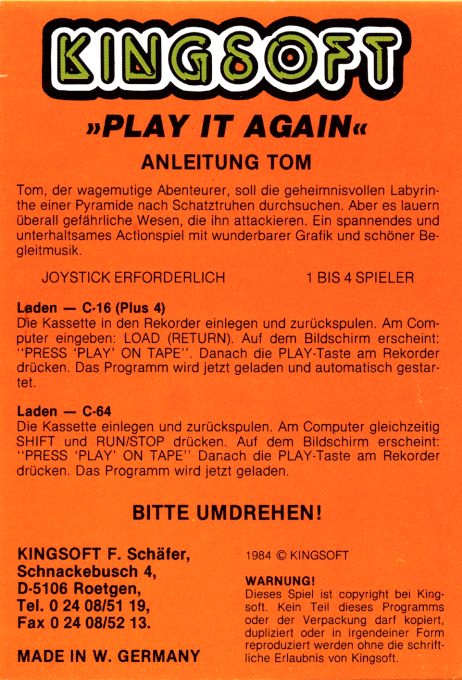 KINGSOFT
»PLAY IT AGAIN«
ANLEITUNG TOM
Tom, der wagemutige Abenteurer, soll die geheimnisvollen Labyrin-
the einer Pyramide nach Schatztruhen durchsuchen. Aber es lauern
überall gefährliche Wesen, die ihn attackieren. Ein spannendes und
unterhaltsames Actionspiel mit wunderbarer Grafik und schöner Be-
gleitmusik.
JOYSTICK ERFORDERLICH 1 BIS 4 SPIELER
Laden — C-16 (Plus 4)
Die Kassette in den Rekorder einlegen und zurückspulen. Am Com-
puter eingeben: LOAD (RETURN). Auf dem Bildschirm erscheint:
''PRESS 'PLAY' ON TAPE''. Danach die PLAY-Taste am Rekorder
drücken. Das Programm wird jetzt geladen und automatisch gestar-
tet.
Laden — C-64
Die Kassette einlegen und zurückspulen. Am Computer gleichzeitig
SHIFT und RUN/STOP drücken. Auf dem Bildschirm erscheint:
''PRESS 'PLAY' ON TAPE'' Danach die PLAY-Taste am Rekorder
drücken. Das Programm wird jetzt geladen.
BITTE UMDREHEN!
KINGSOFT F. Schäfer,
Schnackebusch 4,
D-5106 Roetgen,
Tel. 0 24 08/51 19,
Fax 0 24 08/52 13.
MADE IN W. GERMANY
1984 © KINGSOFT
WARNUNG!
Dieses Spiel ist copyright bei King-
soft. Kein Teil dieses Programms
oder der Verpackung darf kopiert,
dupliziert oder in irgendeiner Form
reproduziert werden ohne die schrift-
liche Erlaubnis von Kingsoft.